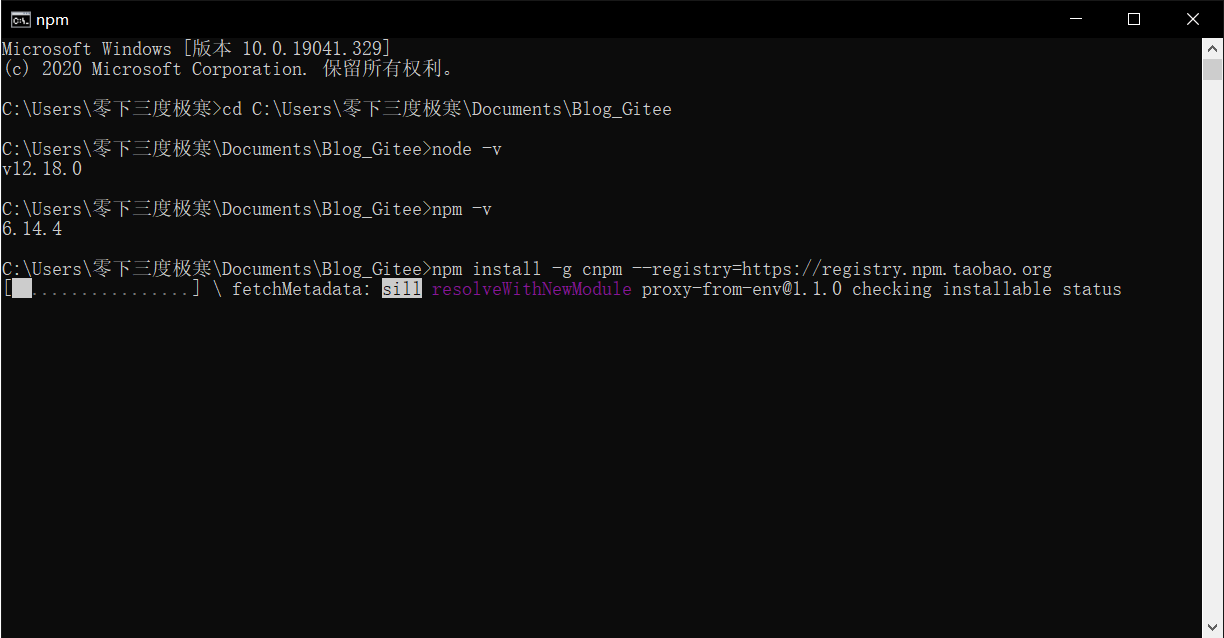 npm
Microsoft Windows [版本 10.0.19041.329]
(c) 2020 Microsoft Corporation. 保留所有权利。
C:\Users\零下三度极寒>cd C:\Users\零下三度极寒\Documents\Blog_Gitee
C:\Users\零下三度极寒\Documents\Blog_Gitee>node -v
v12.18.0
C:\Users\零下三度极寒\Documents\Blog_Gitee>npm -v
6.14.4
C:\Users\零下三度极寒\Documents\Blog_Gitee>npm install -g cnpm --registry=https://registry.npm.taobao.org
[ ................] \ fetchMetadata: sill resolveWithNewModule proxy-from-env@1.1.0 checking installable status